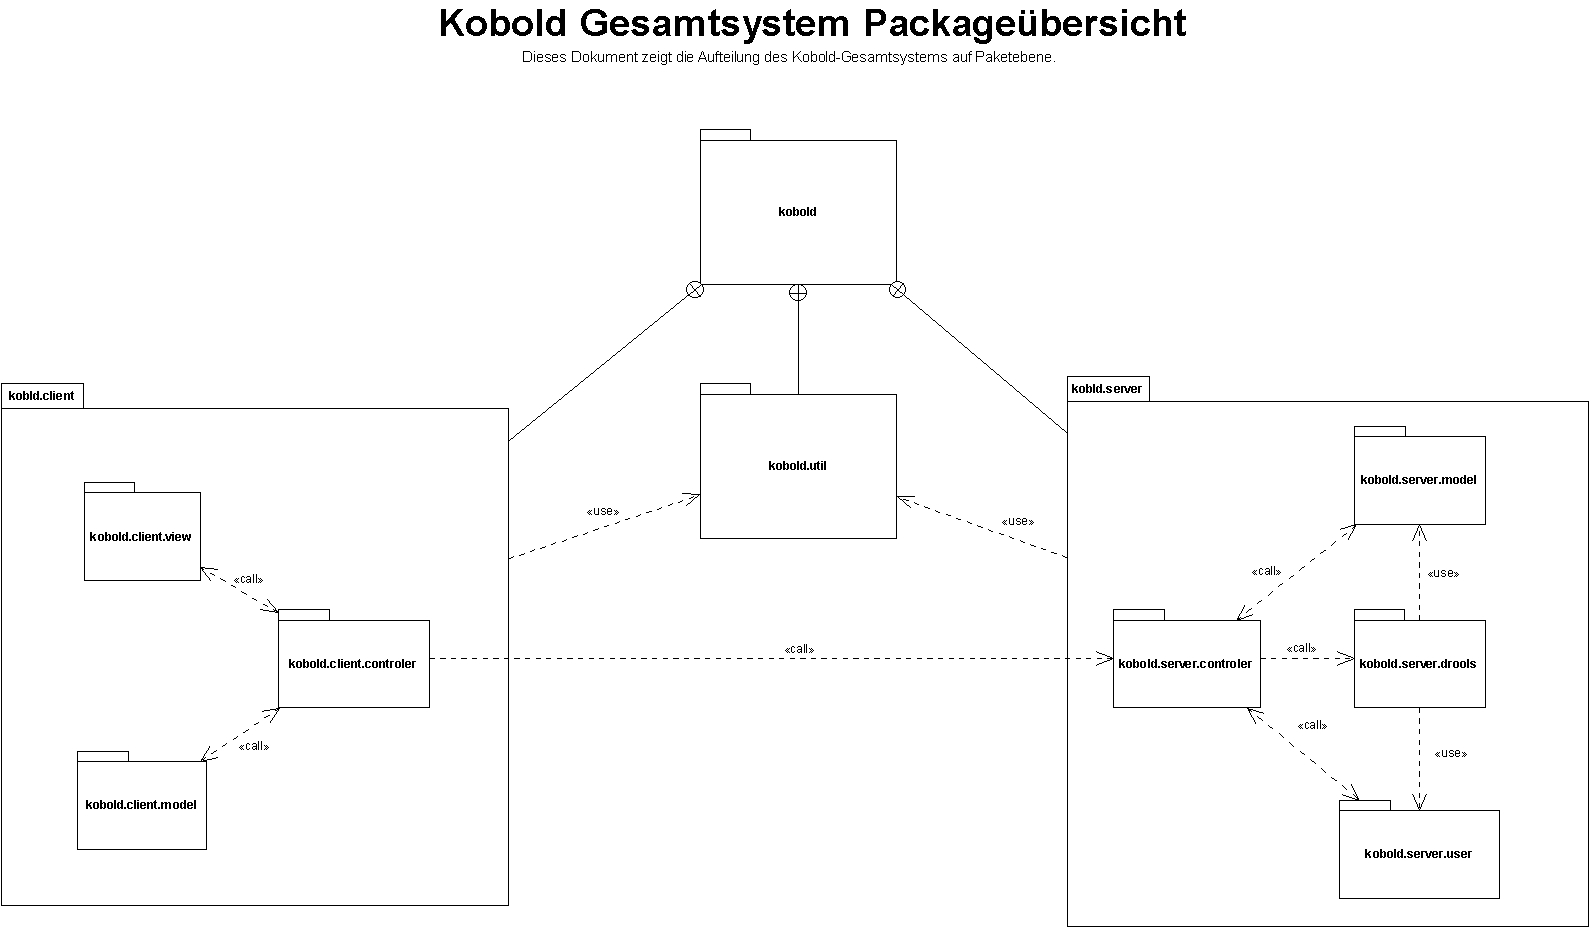 Kobold Gesamtsystem Packageübersicht
Dieses Dokument zeigt die Aufteilung des Kobold-Gesamtsystems auf Paketebene.
kobold
kobld.client
kobld.server
kobold.util
kobold.server.model
«use»
«use»
kobold.client.view
«call»
«call»
«use»
kobold.client.controler
«call»
kobold.server.controler
«call»
kobold.server.drools
«call»
«call»
«use»
kobold.client.model
kobold.server.user